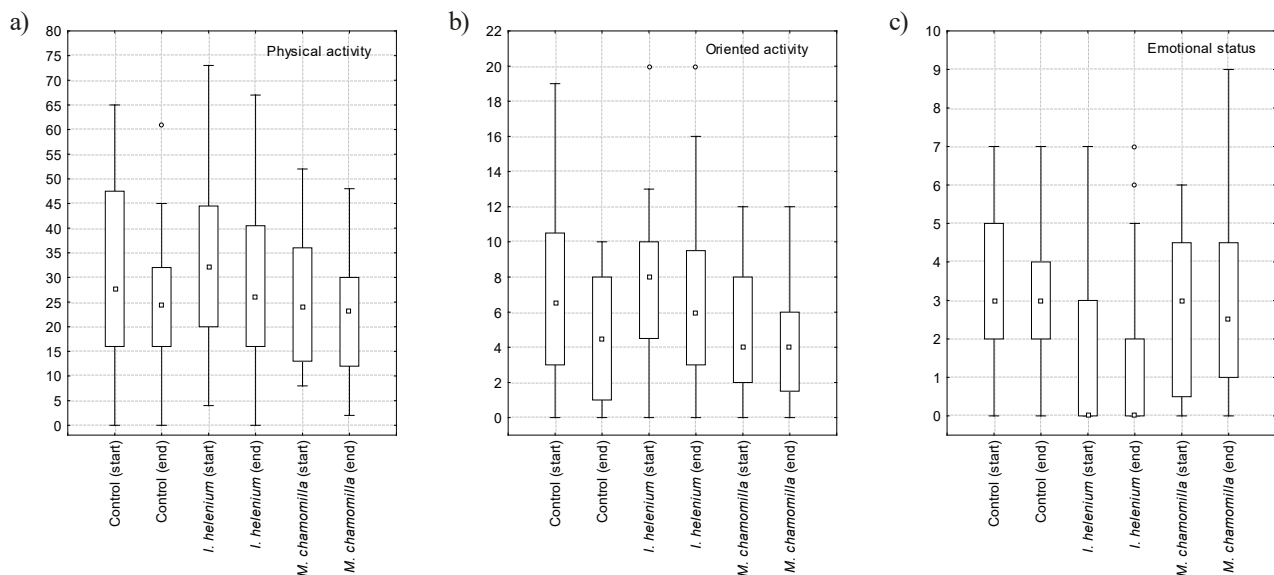 a)
Physical activity
80
75
70
65
60
55
50
45
40
35
30
25
20
15
10
5
0
Control (start)
Control (end)
I. helenium (start)
I. helenium (end)
M. chamomilla (start)
M. chamomilla (end)
b)
Oriented activity
22
20
18
16
14
12
10
8
6
4
2
0
Control (start)
Control (end)
I. helenium (start)
I. helenium (end)
M. chamomilla (start)
M. chamomilla (end)
c)
Emotional status
10
9
8
7
6
5
4
3
2
1
0
Control (start)
Control (end)
I. helenium (start)
I. helenium (end)
M. chamomilla (start)
M. chamomilla (end)